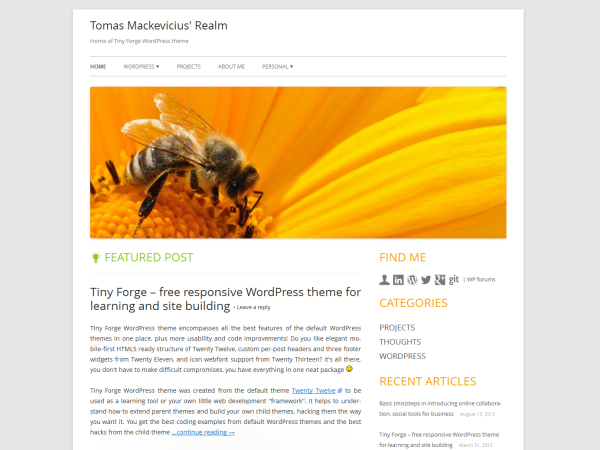 Tomas Mackevicius' Realm
Home of Tiny Forge WordPress theme
HOME WORDPRESS ▼ PROJECTS ABOUT ME PERSONAL ▼
FEATURED POST
Tiny Forge – free responsive WordPress theme for
learning and site building • Leave a reply
Tiny Forge WordPress theme encompasses all the best features of the default WordPress
themes in one place, plus more usability and code improvements! Do you like elegant mo-
bile-first HTML5 ready structure of Twenty Twelve, custom per-post headers and three footer
widgets from Twenty Eleven, and icon webfont support from Twenty Thirteen? It's all there,
you don't have to make difficult compromises, you have everything in one neat package
Tiny Forge WordPress theme was created from the default theme Twenty Twelve to be
used as a learning tool or your own little web development "framework". It helps to under-
stand how to extend parent themes and build your own child themes, hacking them the way
you want it. You get the best coding examples from default WordPress themes and the best
hacks from the child theme ...continue reading →
FIND ME
git | WP forums
CATEGORIES
PROJECTS
THOUGHTS
WORDPRESS
RECENT ARTICLES
Basic (mis)steps in introducing online collabora-
tion, social tools for business August 15, 2013
Tiny Forge – free responsive WordPress theme
for learning and site building March 31, 2013